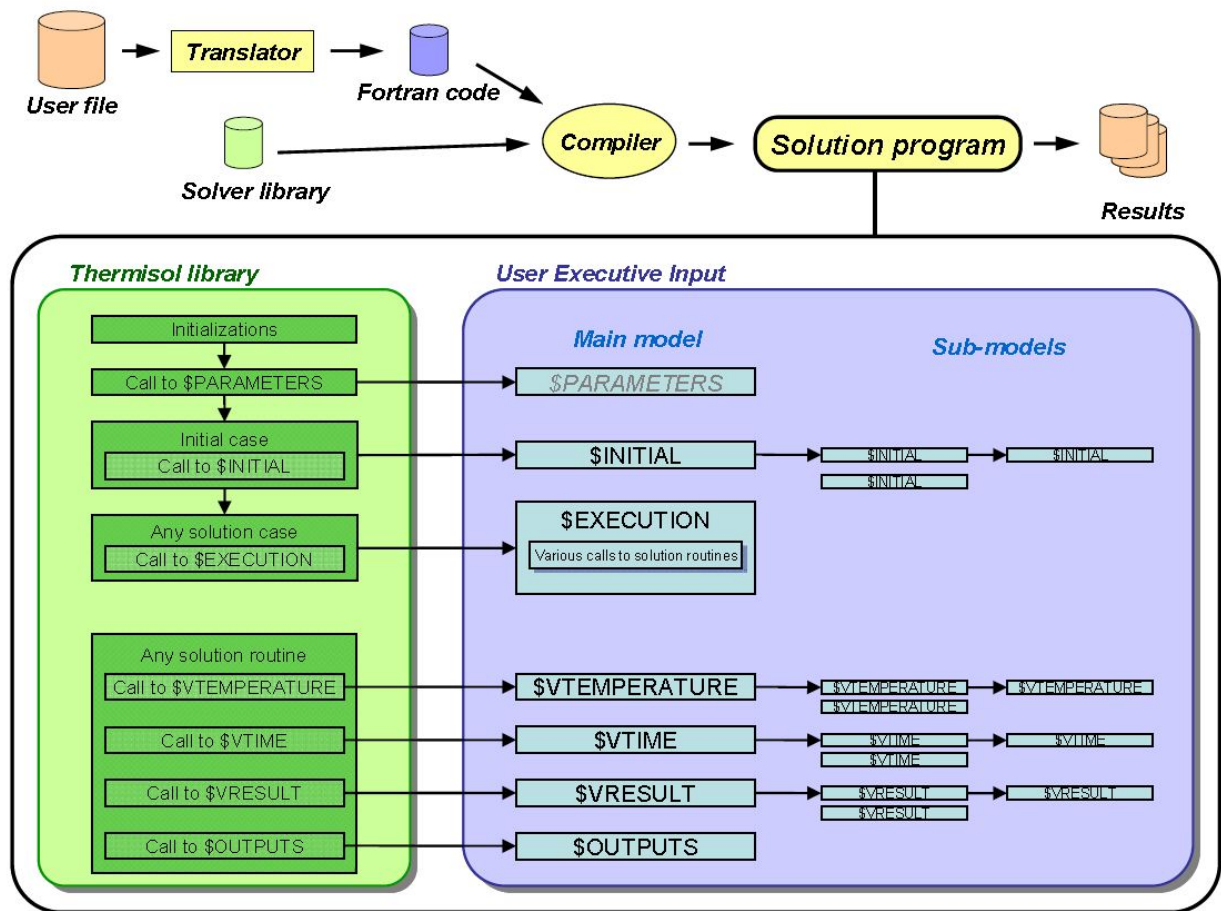 Translator
User file
Fortran code
Compiler
Solution program
Solver library
Results
Thermisol library
User Executive Input
Main model
Sub-models
Initializations
Call to $PARAMETERS
$PARAMETERS
Initial case
Call to $INITIAL
$INITIAL
$INITIAL
$INITIAL
$INITIAL
Any solution case
Call to $EXECUTION
$EXECUTION
Various calls to solution routines
Any solution routine
Call to $VTEMPERATURE
$VTEMPERATURE
$VTEMPERATURE
$VTEMPERATURE
$VTEMPERATURE
Call to $VTIME
$VTIME
$VTIME
$VTIME
$VTIME
Call to $VRESULT
$VRESULT
$VRESULT
$VRESULT
$VRESULT
Call to $OUTPUTS
$OUTPUTS